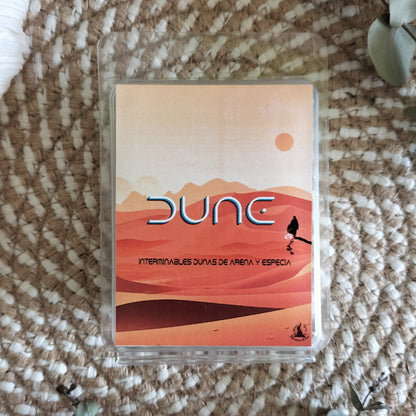 DUNE
INTERMINABLES DUNAS DE ARENA Y ESPECIA